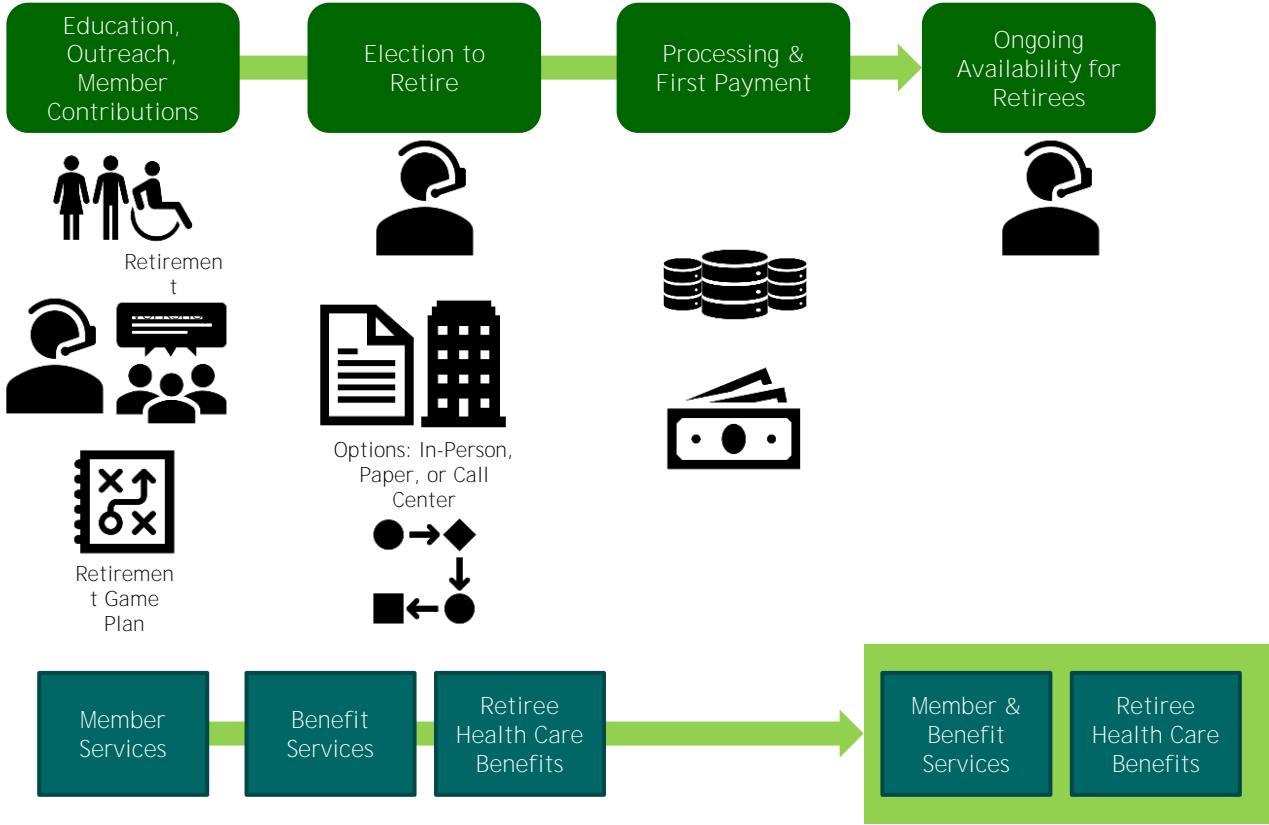 Education,
Outreach,
Member
Contributions
Election to
Retire
Processing &
First Payment
Ongoing
Availability for
Retirees
Retiremen
t
Retiremen
t Game
Plan
Options: In-Person,
Paper, or Call
Center
Member
Services
Benefit
Services
Retiree
Health Care
Benefits
Member &
Benefit
Services
Retiree
Health Care
Benefits